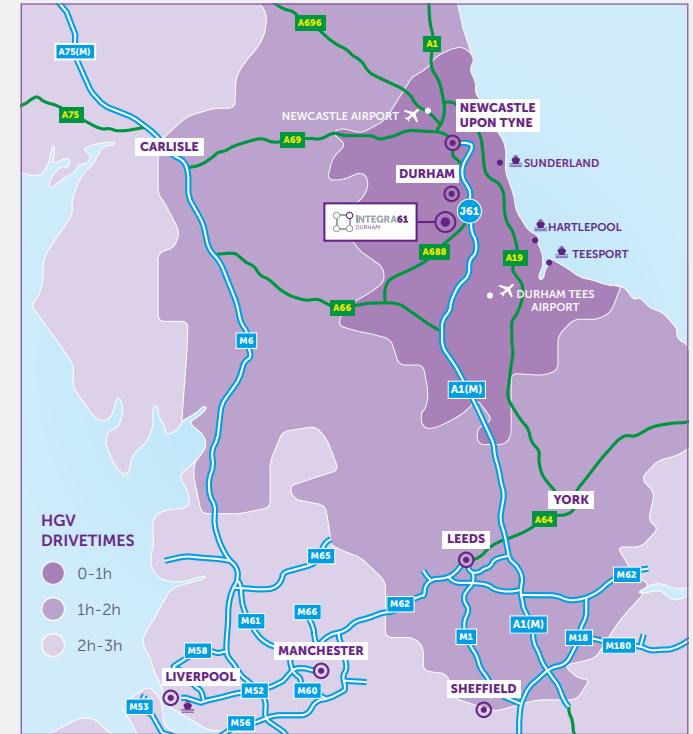 A696
A1
A75(M)
A75
NEWCASTLE AIRPORT
NEWCASTLE
UPON TYNE
CARLISLE
A69
SUNDERLAND
DURHAM
J61
INTEGRA61
DURHAM
HARTLEPOOL
A688
A19
TEESPORT
DURHAM TEES
AIRPORT
A66
M6
A1(M)
YORK
HGV
DRIVETIMES
A64
LEEDS
0-1h
M65
M62
1h-2h
M62
M66
M61
A1(M)
2h-3h
M1
M18
M180
M58
MANCHESTER
LIVERPOOL
M52
M60
SHEFFIELD
M53
M56